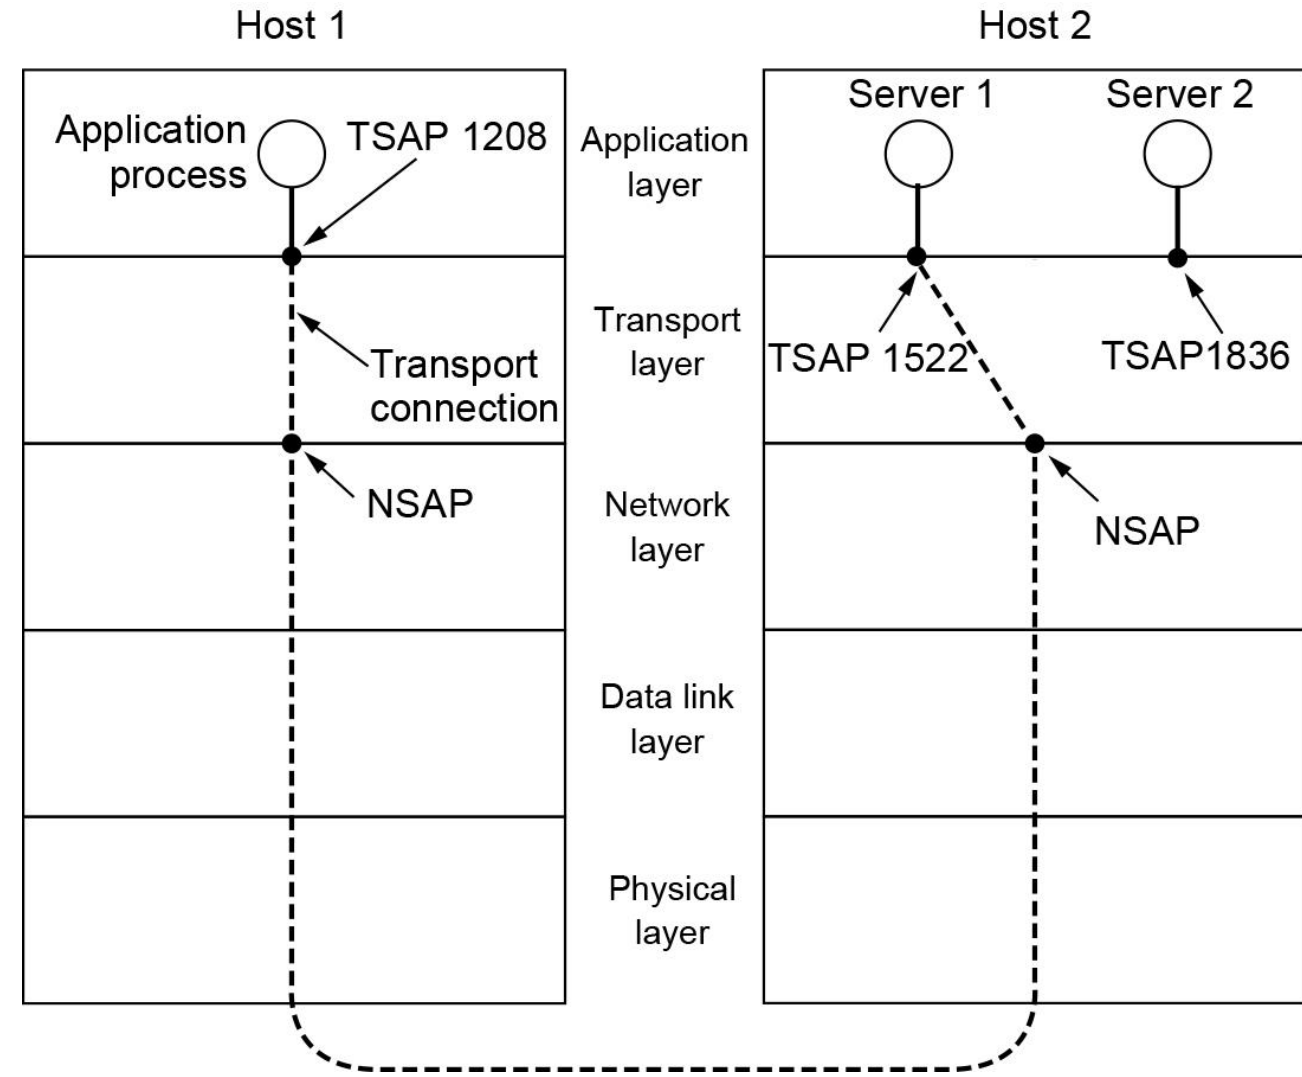 Host 1
Host 2
Application
process
TSAP 1208
Application
layer
Server 1
Server 2
Transport
connection
Transport
layer
TSAP 1522
TSAP1836
NSAP
Network
layer
NSAP
Data link
layer
Physical
layer